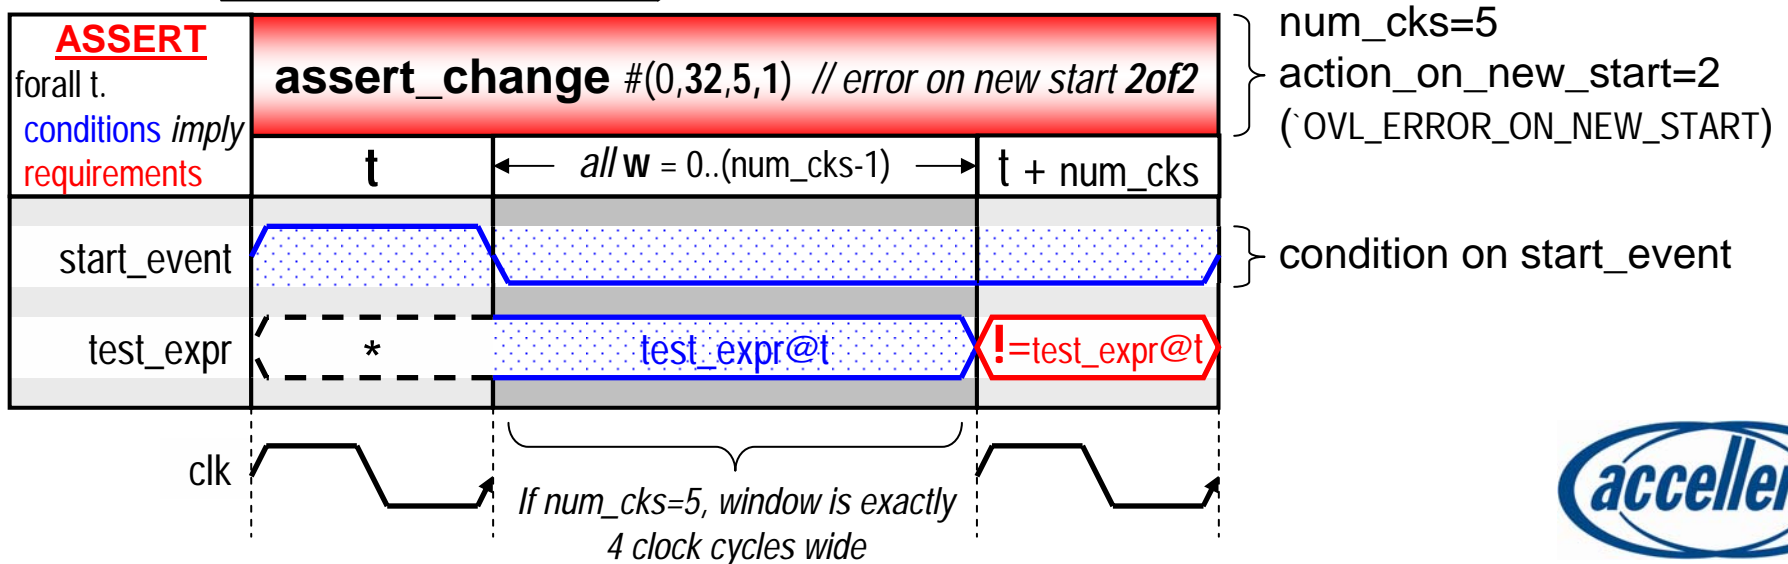 ASSERT
forall t.
conditions imply
requirements
assert_change #(0,32,5,1) // error on new start 2of2
t
all w = 0..(num_cks-1)
t + num_cks
num_cks=5
action_on_new_start=2
(`OVL_ERROR_ON_NEW_START)
start_event
condition on start_event
test_expr
*
test_expr@t
!=test_expr@t
clk
If num_cks=5, window is exactly
4 clock cycles wide